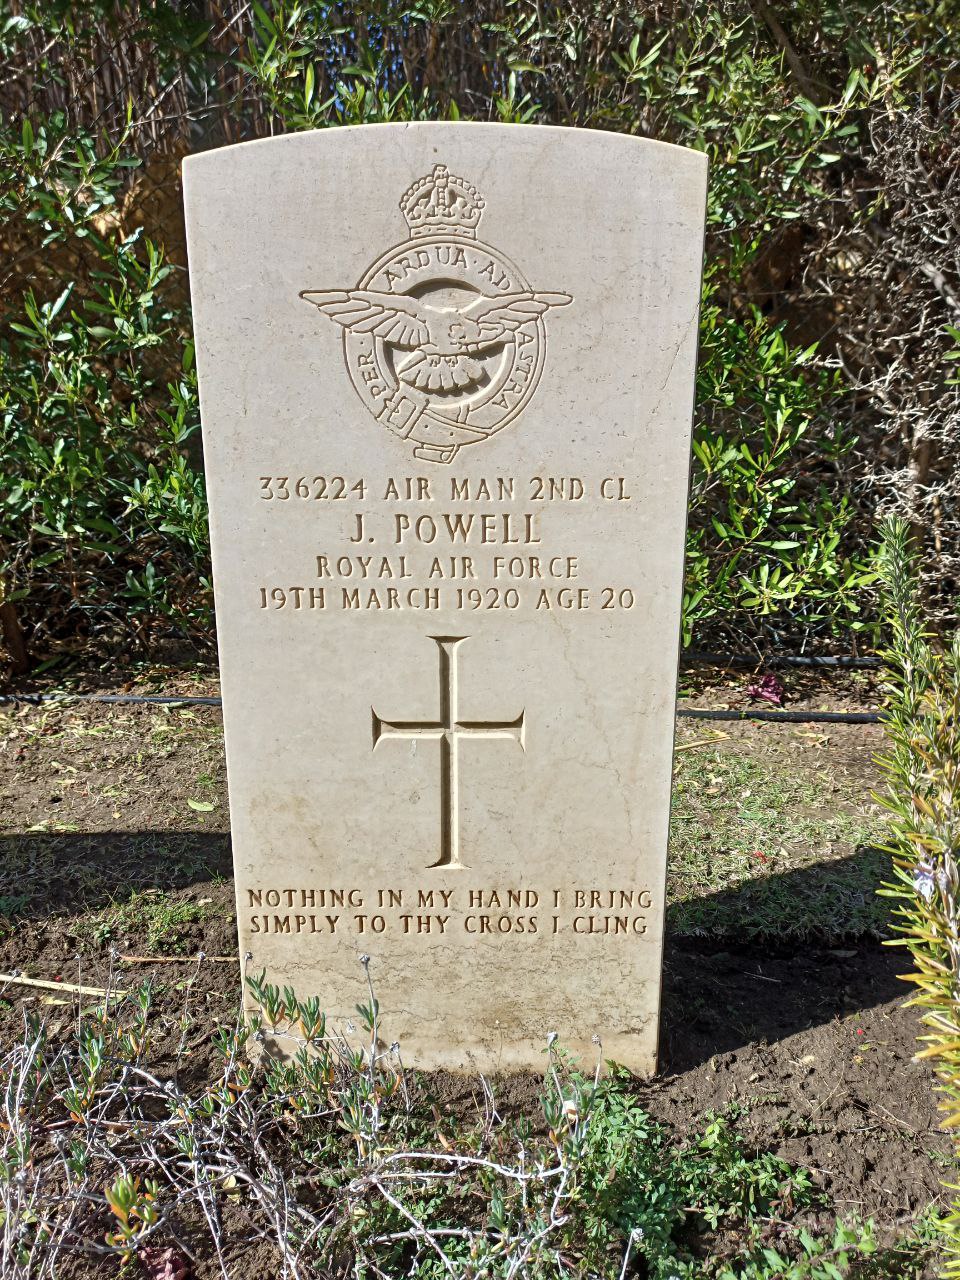 PER · ARDUA · AD ASTRA
336224 AIR MAN 2ND CL
J. POWELL
ROYAL AIR FORCE
19TH MARCH 1920 AGE 20
NOTHING IN MY HAND I BRING
SIMPLY TO THY CROSS I CLING